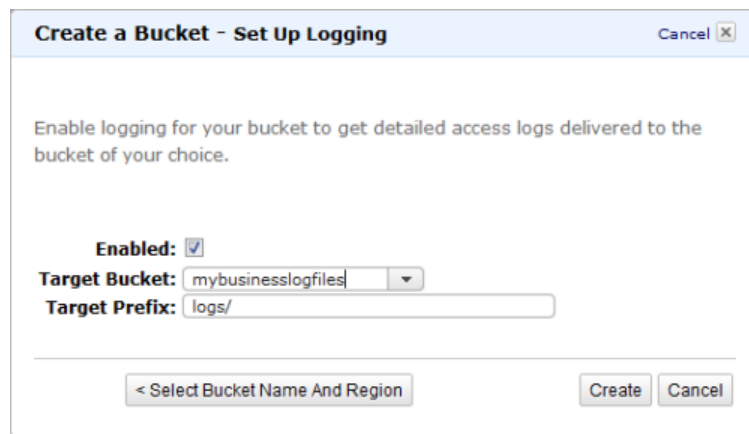 Create a Bucket - Set Up Logging
Cancel
Enable logging for your bucket to get detailed access logs delivered to the
bucket of your choice.
Enabled:
Target Bucket: mybusinesslogfiles
Target Prefix: logs/
< Select Bucket Name And Region
Create
Cancel